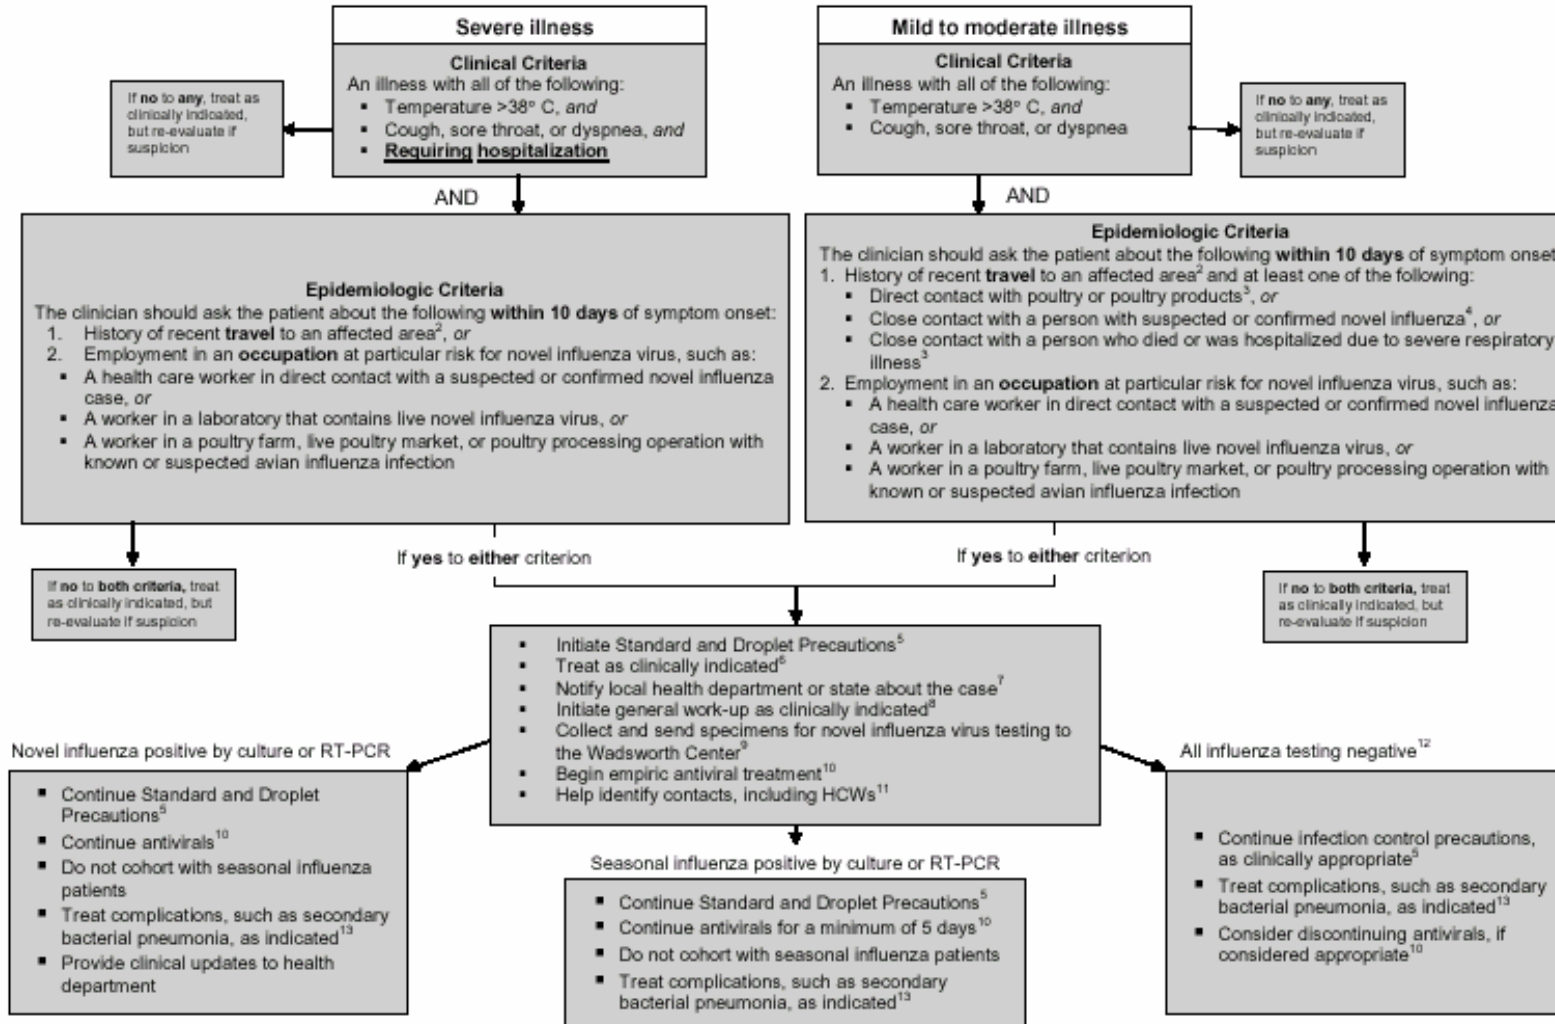 Severe illness
Clinical Criteria
An illness with all of the following:
▪ Temperature >38° C, and
▪ Cough, sore throat, or dyspnea, and
▪ Requiring hospitalization
Mild to moderate illness
Clinical Criteria
An illness with all of the following:
▪ Temperature >38° C, and
▪ Cough, sore throat, or dyspnea
If no to any, treat as
clinically indicated,
but re-evaluate if
suspicion
If no to any, treat as
clinically indicated,
but re-evaluate if
suspicion
AND
AND
Epidemiologic Criteria
The clinician should ask the patient about the following within 10 days of symptom onset:
1. History of recent travel to an affected area², or
2. Employment in an occupation at particular risk for novel influenza virus, such as:
▪ A health care worker in direct contact with a suspected or confirmed novel influenza
case, or
▪ A worker in a laboratory that contains live novel influenza virus, or
▪ A worker in a poultry farm, live poultry market, or poultry processing operation with
known or suspected avian influenza infection
Epidemiologic Criteria
The clinician should ask the patient about the following within 10 days of symptom onset
1. History of recent travel to an affected area² and at least one of the following:
▪ Direct contact with poultry or poultry products³, or
▪ Close contact with a person with suspected or confirmed novel influenza⁴, or
▪ Close contact with a person who died or was hospitalized due to severe respiratory
illness³
2. Employment in an occupation at particular risk for novel influenza virus, such as:
▪ A health care worker in direct contact with a suspected or confirmed novel influenza
case, or
▪ A worker in a laboratory that contains live novel influenza virus, or
▪ A worker in a poultry farm, live poultry market, or poultry processing operation with
known or suspected avian influenza infection
If yes to either criterion
If yes to either criterion
If no to both criteria, treat
as clinically indicated, but
re-evaluate if suspicion
If no to both criteria, treat
as clinically indicated, but
re-evaluate if suspicion
▪ Initiate Standard and Droplet Precautions⁵
▪ Treat as clinically indicated⁶
▪ Notify local health department or state about the case⁷
▪ Initiate general work-up as clinically indicated⁸
▪ Collect and send specimens for novel influenza virus testing to
the Wadsworth Center⁹
▪ Begin empiric antiviral treatment¹⁰
▪ Help identify contacts, including HCWs¹¹
Novel influenza positive by culture or RT-PCR
▪ Continue Standard and Droplet
Precautions⁵
▪ Continue antivirals¹⁰
▪ Do not cohort with seasonal influenza
patients
▪ Treat complications, such as secondary
bacterial pneumonia, as indicated¹³
▪ Provide clinical updates to health
department
Seasonal influenza positive by culture or RT-PCR
▪ Continue Standard and Droplet Precautions⁵
▪ Continue antivirals for a minimum of 5 days¹⁰
▪ Do not cohort with seasonal influenza patients
▪ Treat complications, such as secondary
bacterial pneumonia, as indicated¹³
All influenza testing negative¹²
▪ Continue infection control precautions,
as clinically appropriate⁵
▪ Treat complications, such as secondary
bacterial pneumonia, as indicated¹³
▪ Consider discontinuing antivirals, if
considered appropriate¹⁰